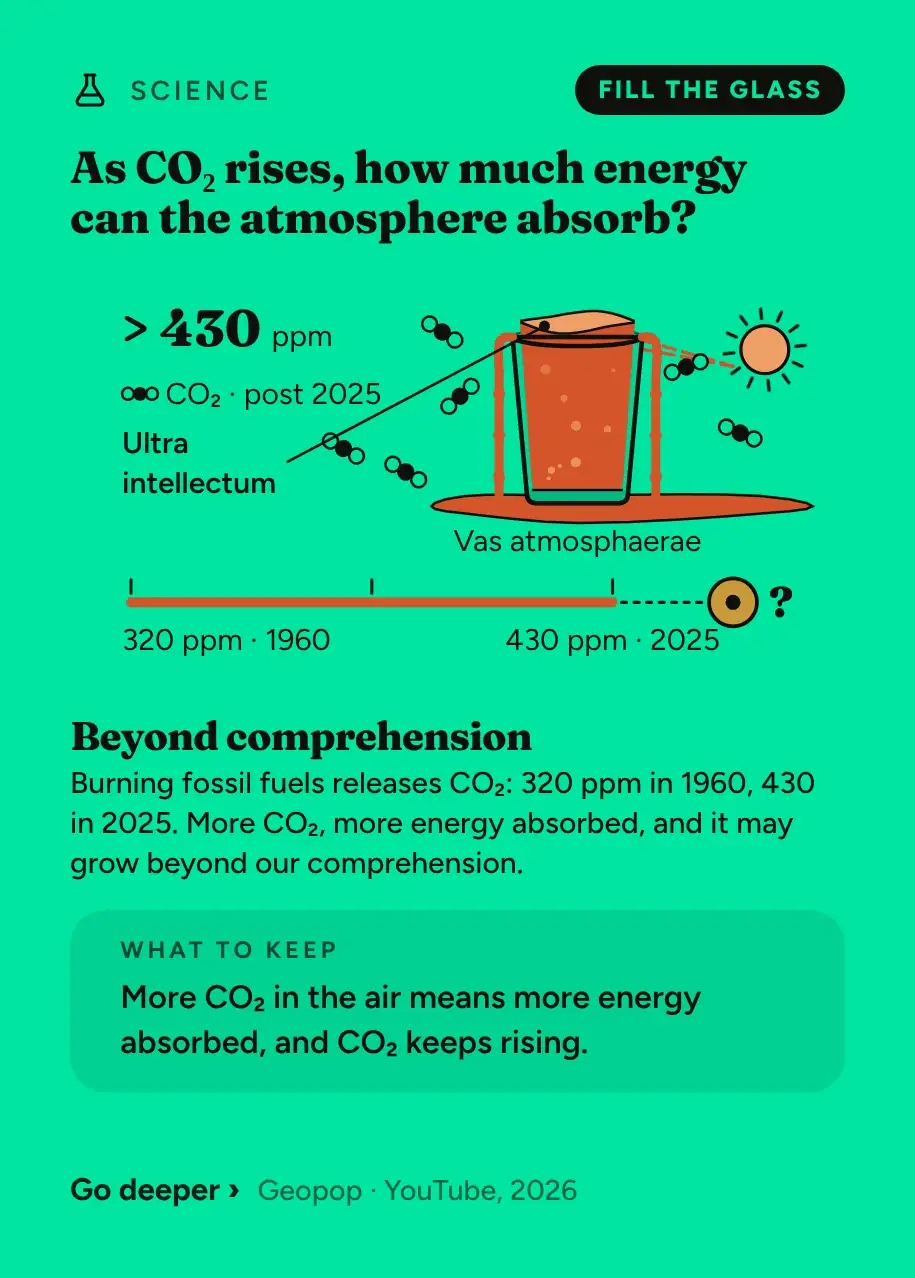 SCIENCE
FILL THE GLASS
As CO₂ rises, how much energy
can the atmosphere absorb?
> 430 ppm
CO₂ · post 2025
Ultra
intellectum
Vas atmosphaerae
?
320 ppm · 1960
430 ppm · 2025
Beyond comprehension
Burning fossil fuels releases CO₂: 320 ppm in 1960, 430
in 2025. More CO₂, more energy absorbed, and it may
grow beyond our comprehension.
WHAT TO KEEP
More CO₂ in the air means more energy
absorbed, and CO₂ keeps rising.
Go deeper › Geopop · YouTube, 2026